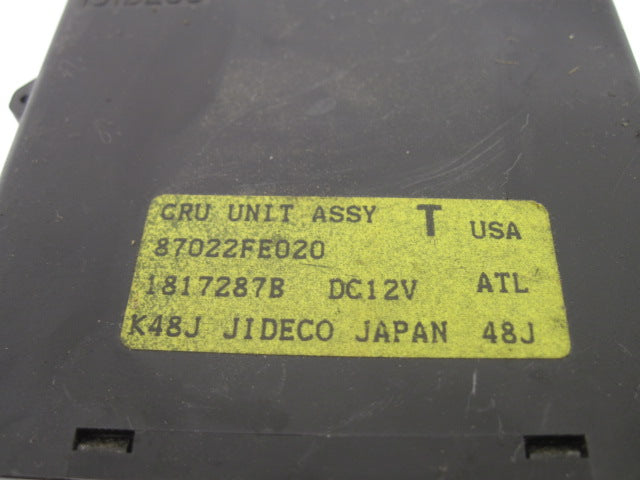 CRU UNIT ASSY T USA
87022FE020
1817287B DC12V ATL
K48J JIDECO JAPAN 48J